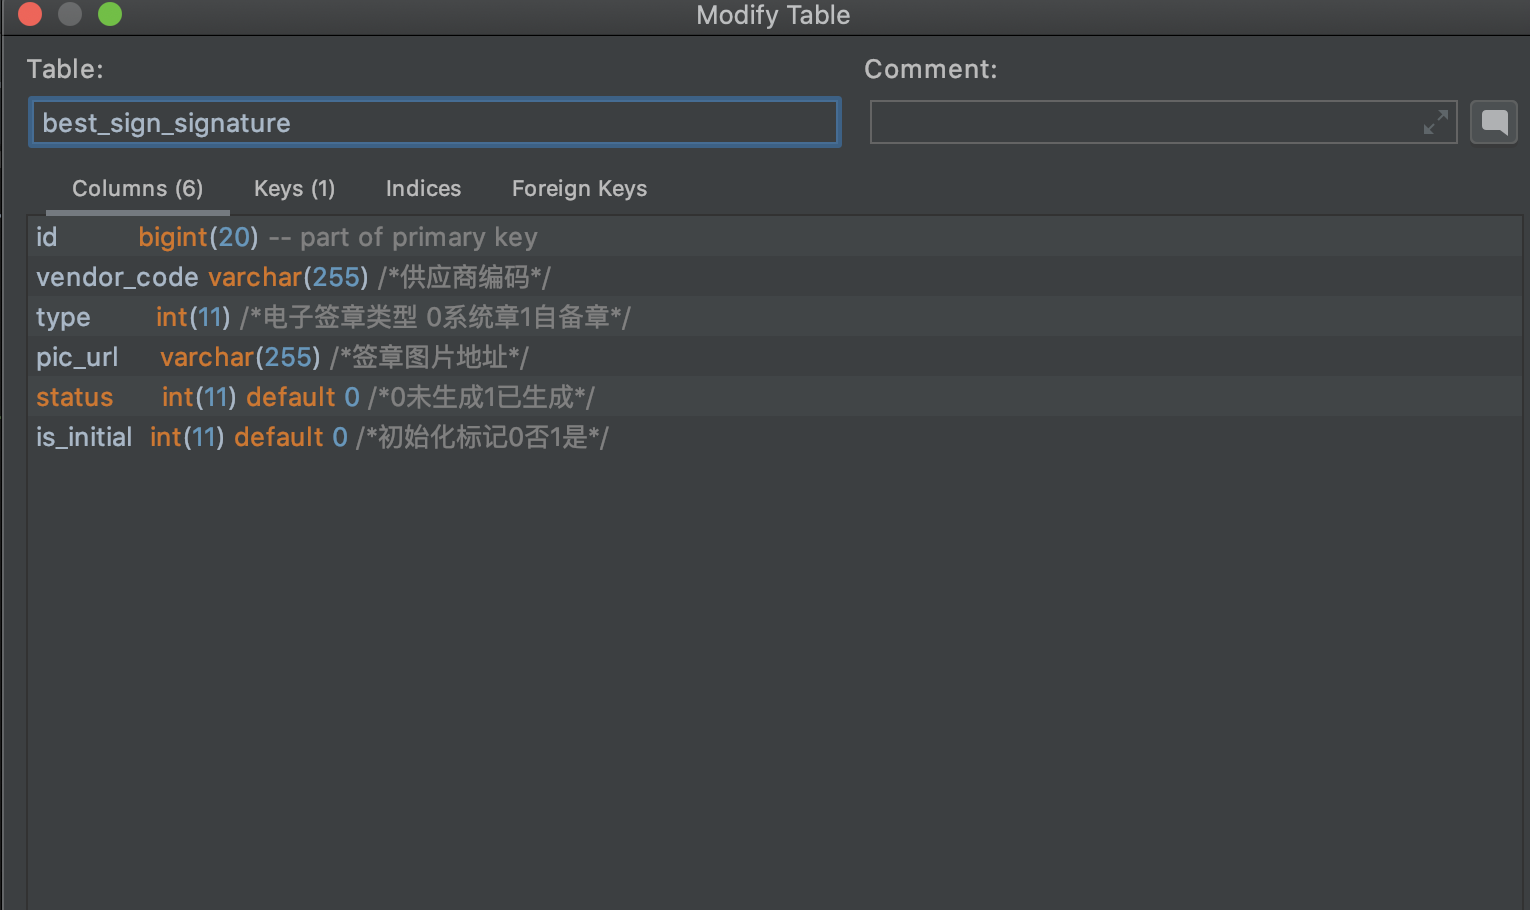 Modify Table
Table:
Comment:
best_sign_signature
Columns (6) Keys (1) Indices Foreign Keys
id bigint(20) -- part of primary key
vendor_code varchar(255) /*供应商编码*/
type int(11) /*电子签章类型 0系统章1自备章*/
pic_url varchar(255) /*签章图片地址*/
status int(11) default 0 /*0未生成1已生成*/
is_initial int(11) default 0 /*初始化标记0否1是*/